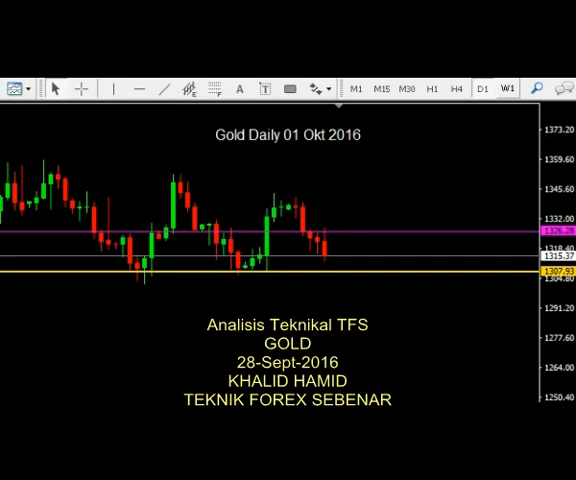 A
T
E
F
M1 M15 M30 H1 H4 D1 W1
Gold Daily 01 Okt 2016
1373.20
1359.60
1345.60
1332.00
1326.28
1318.40
1315.37
1307.93
1304.80
1291.20
1277.60
1264.00
1250.40
Analisis Teknikal TFS
GOLD
28-Sept-2016
KHALID HAMID
TEKNIK FOREX SEBENAR